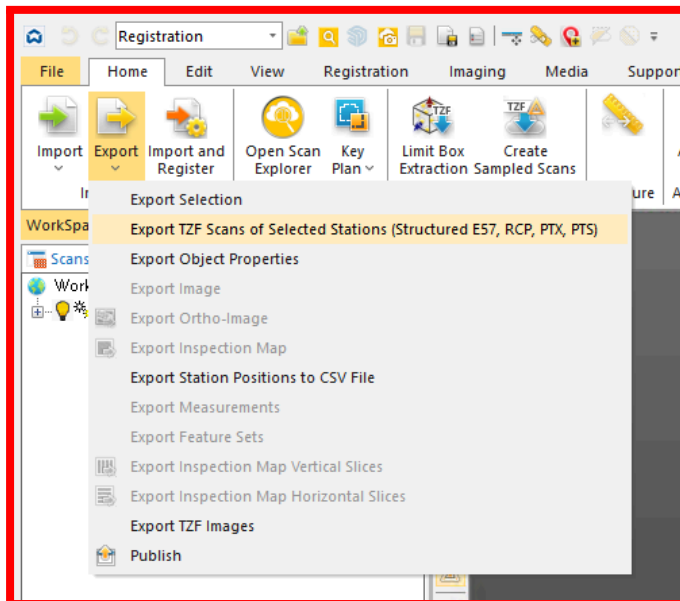 Registration
File Home Edit View Registration Imaging Media Suppor
Import Export Import and Register Open Scan Explorer Key Plan Limit Box Extraction TZF Create Sampled Scans TZF
Export Selection
WorkSpa
Export TZF Scans of Selected Stations (Structured E57, RCP, PTX, PTS)
Scans
Export Object Properties
Work
Export Image
Export Ortho-Image
Export Inspection Map
Export Station Positions to CSV File
Export Measurements
Export Feature Sets
Export Inspection Map Vertical Slices
Export Inspection Map Horizontal Slices
Export TZF Images
Publish